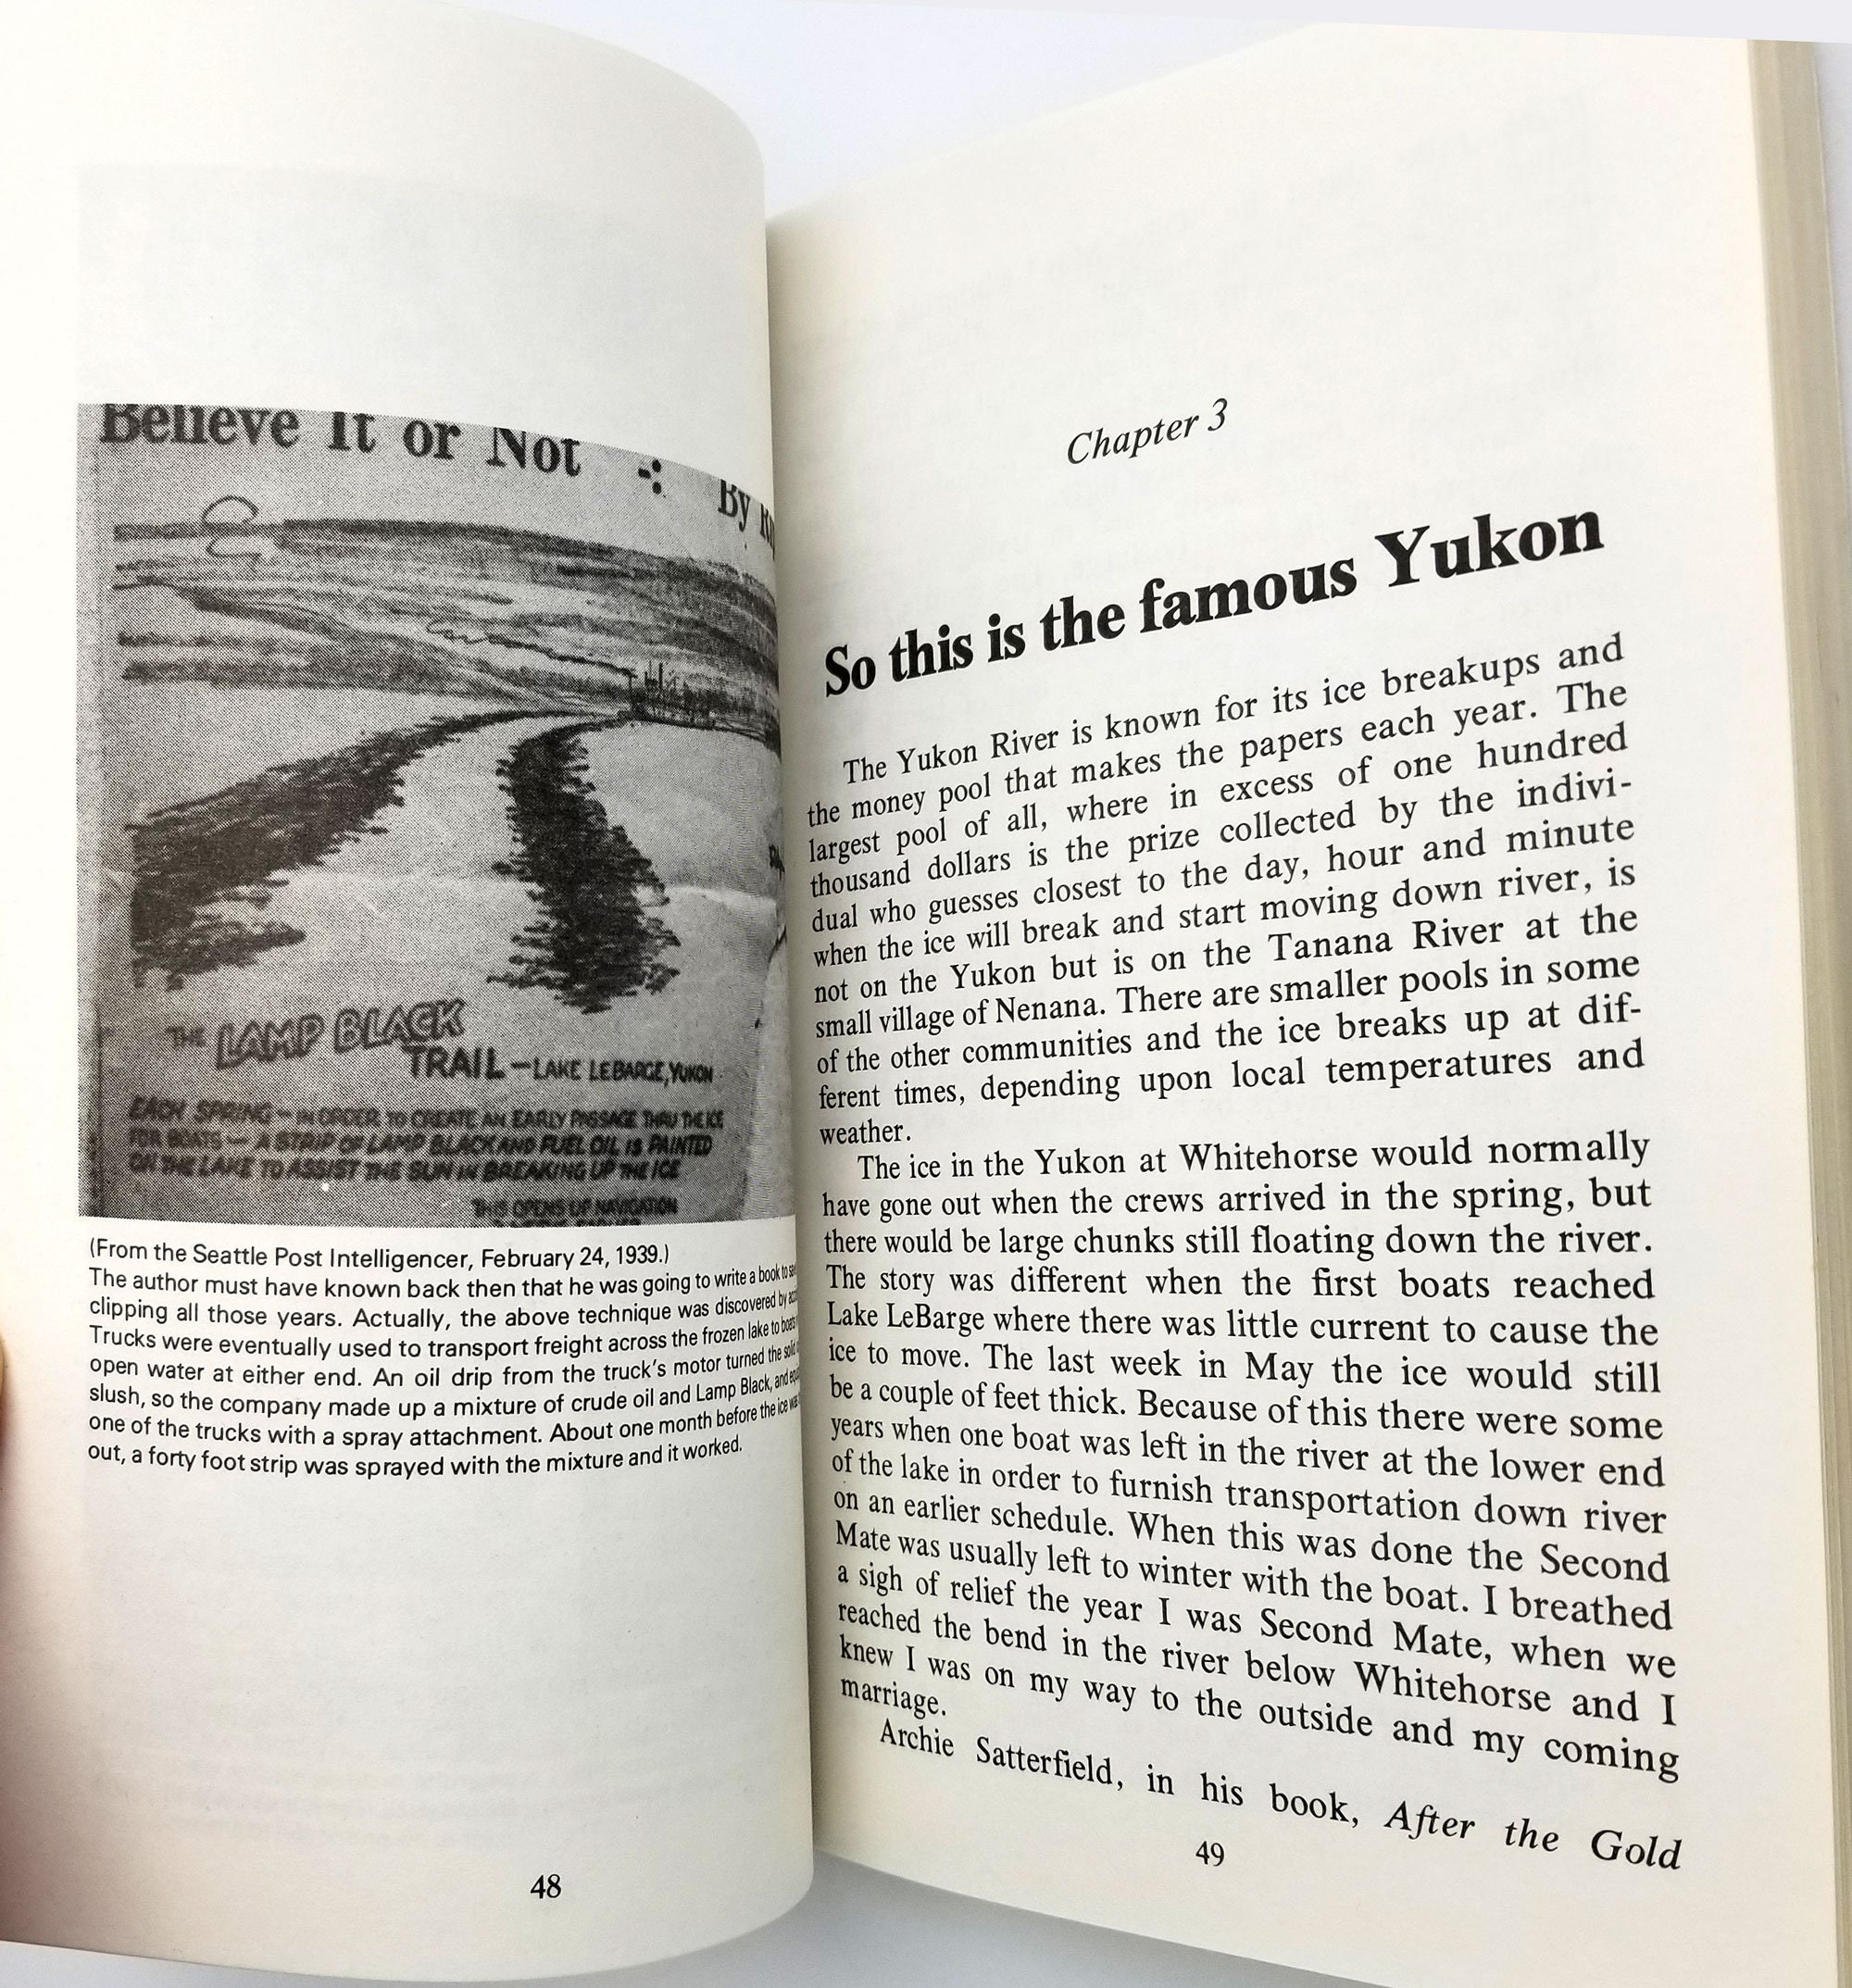 Believe It or Not
By
THE LAMP BLACK
TRAIL — LAKE LEBARGE, YUKON
EACH SPRING — IN ORDER TO CREATE AN EARLY PASSAGE THRU THE ICE
FOR BOATS — A STRIP OF LAMP BLACK AND FUEL OIL IS PAINTED
ON THE LAKE TO ASSIST THE SUN IN BREAKING UP THE ICE
THIS OPENS UP NAVIGATION
(From the Seattle Post Intelligencer, February 24, 1939.)
The author must have known back then that he was going to write a book to
clipping all those years. Actually, the above technique was discovered by
Trucks were eventually used to transport freight across the frozen lake to boats
open water at either end. An oil drip from the truck's motor turned the solid
slush, so the company made up a mixture of crude oil and Lamp Black, and
one of the trucks with a spray attachment. About one month before the ice
out, a forty foot strip was sprayed with the mixture and it worked.
48
Chapter 3
So this is the famous Yukon
The Yukon River is known for its ice breakups and
the money pool that makes the papers each year. The
largest pool of all, where in excess of one hundred
thousand dollars is the prize collected by the indivi-
dual who guesses closest to the day, hour and minute
when the ice will break and start moving down river, is
not on the Yukon but is on the Tanana River at the
small village of Nenana. There are smaller pools in some
of the other communities and the ice breaks up at dif-
ferent times, depending upon local temperatures and
weather.
The ice in the Yukon at Whitehorse would normally
have gone out when the crews arrived in the spring, but
there would be large chunks still floating down the river.
The story was different when the first boats reached
Lake LeBarge where there was little current to cause the
ice to move. The last week in May the ice would still
be a couple of feet thick. Because of this there were some
years when one boat was left in the river at the lower end
of the lake in order to furnish transportation down river
on an earlier schedule. When this was done the Second
Mate was usually left to winter with the boat. I breathed
a sigh of relief the year I was Second Mate, when we
reached the bend in the river below Whitehorse and I
knew I was on my way to the outside and my coming
marriage.
Archie Satterfield, in his book, After the Gold
49